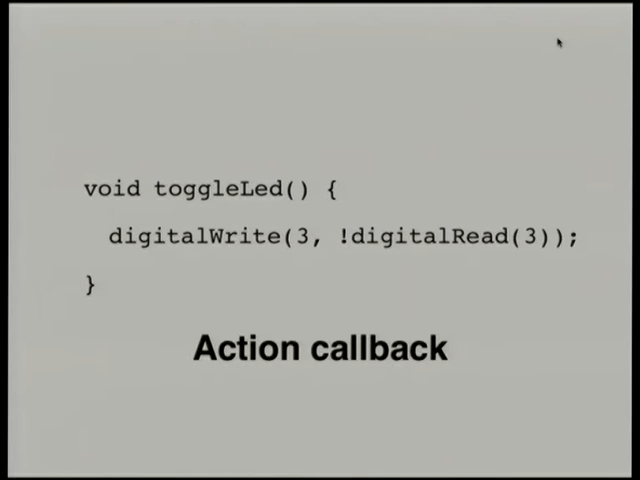 void toggleLed() {
digitalWrite(3, !digitalRead(3));
}
Action callback